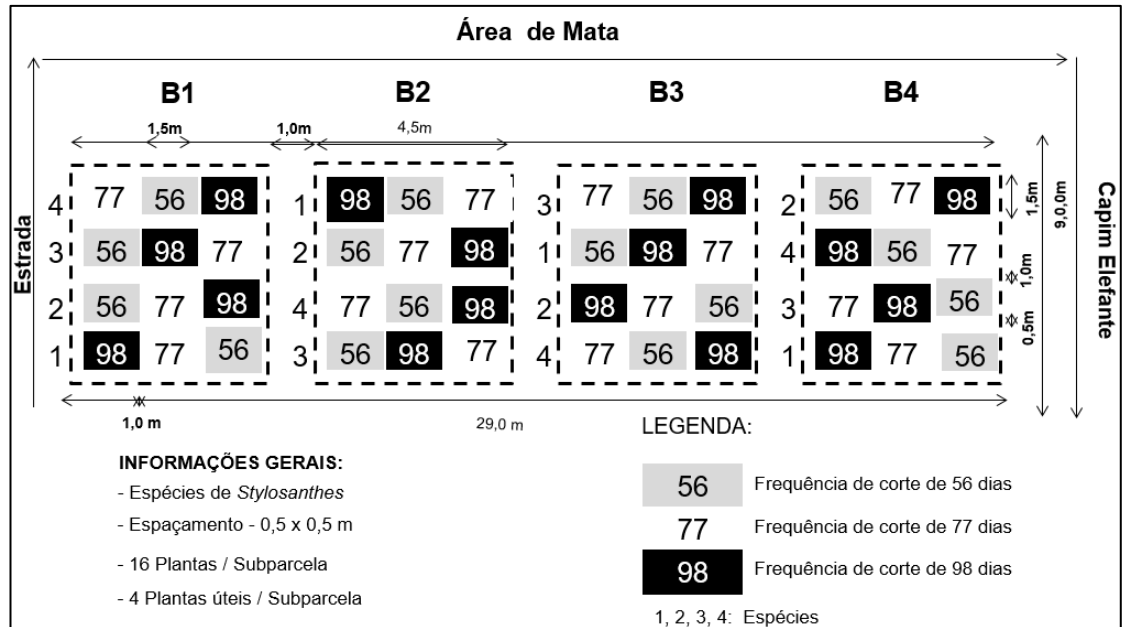 Área de Mata
B1 B2 B3 B4
1,5m 1,0m 4,5m
4 77 56 98 1 98 56 77 3 77 56 98 2 56 77 98
3 56 98 77 2 56 77 98 1 56 98 77 4 98 56 77
2 56 77 98 4 77 56 98 2 98 77 56 3 77 98 56
1 98 77 56 3 56 98 77 4 77 56 98 1 98 77 56
Estrada
1,5m
1,0m
0,5m
9,0,0m
Capim Elefante
1,0 m 29,0 m
INFORMAÇÕES GERAIS:
- Espécies de Stylosanthes
- Espaçamento - 0,5 x 0,5 m
- 16 Plantas / Subparcela
- 4 Plantas úteis / Subparcela
LEGENDA:
56 Frequência de corte de 56 dias
77 Frequência de corte de 77 dias
98 Frequência de corte de 98 dias
1, 2, 3, 4: Espécies